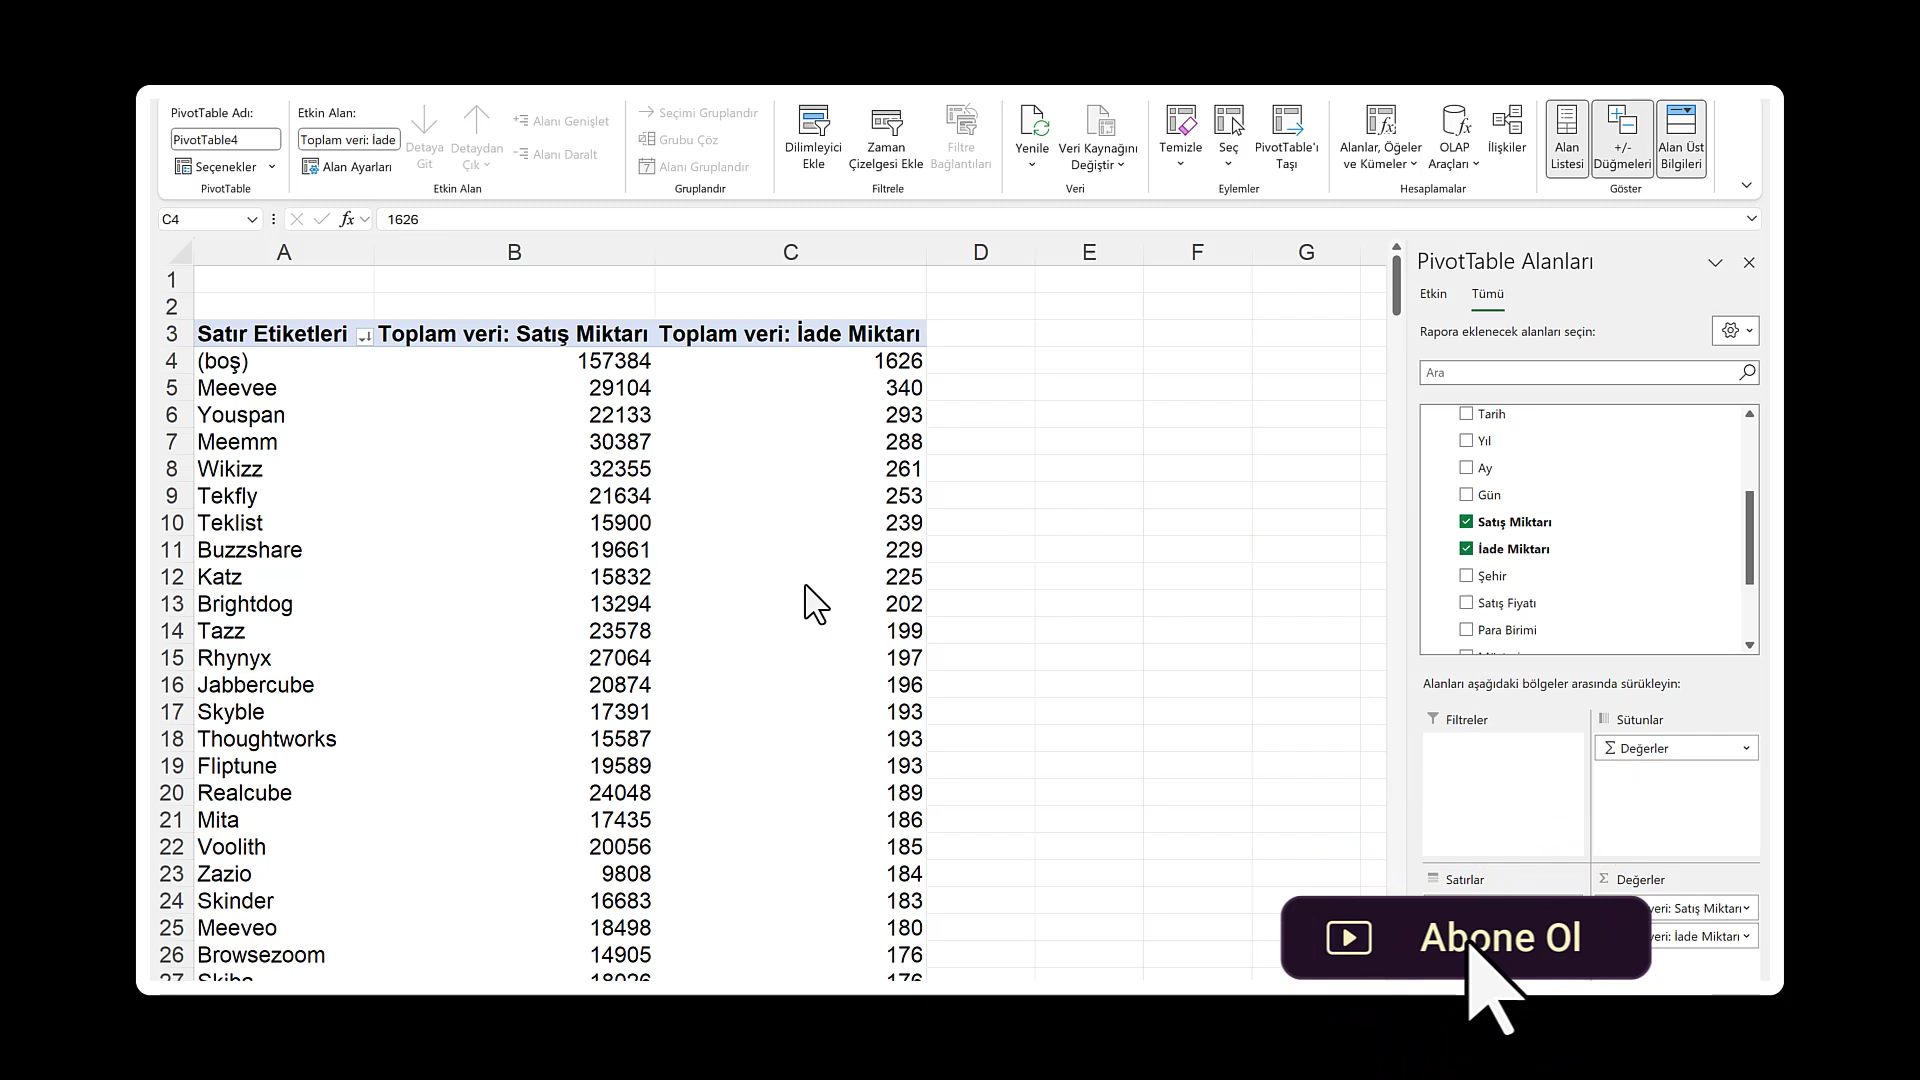 PivotTable Adı:
PivotTable4
Seçenekler
PivotTable
Etkin Alan:
Toplam veri: İade
Alan Ayarları
Detaya Git
Detaydan Çık
Alanı Genişlet
Alanı Daralt
Etkin Alan
Seçimi Gruplandır
Grubu Çöz
Alanı Gruplandır
Gruplandır
Dilimleyici Ekle
Zaman Çizelgesi Ekle
Filtre Bağlantıları
Filtrele
Yenile
Veri Kaynağını Değiştir
Veri
Temizle
Seç
PivotTable'ı Taşı
Eylemler
Alanlar, Öğeler ve Kümeler
OLAP Araçları
İlişkiler
Hesaplamalar
Alan Listesi
+/- Düğmeleri
Alan Üst Bilgileri
Göster
C4
fx
1626
A B C D E F G
1
2
3 Satır Etiketleri Toplam veri: Satış Miktarı Toplam veri: İade Miktarı
4 (boş) 157384 1626
5 Meevee 29104 340
6 Youspan 22133 293
7 Meemm 30387 288
8 Wikizz 32355 261
9 Tekfly 21634 253
10 Teklist 15900 239
11 Buzzshare 19661 229
12 Katz 15832 225
13 Brightdog 13294 202
14 Tazz 23578 199
15 Rhynyx 27064 197
16 Jabbercube 20874 196
17 Skyble 17391 193
18 Thoughtworks 15587 193
19 Fliptune 19589 193
20 Realcube 24048 189
21 Mita 17435 186
22 Voolith 20056 185
23 Zazio 9808 184
24 Skinder 16683 183
25 Meeveo 18498 180
26 Browsezoom 14905 176
27 Skiba 18026 176
PivotTable Alanları
Etkin Tümü
Rapora eklenecek alanları seçin:
Ara
Tarih
Yıl
Ay
Gün
Satış Miktarı
İade Miktarı
Şehir
Satış Fiyatı
Para Birimi
Alanları aşağıdaki bölgeler arasında sürükleyin:
Filtreler
Sütunlar
Σ Değerler
Satırlar
Σ Değerler
veri: Satış Miktarı
veri: İade Miktarı
Abone Ol